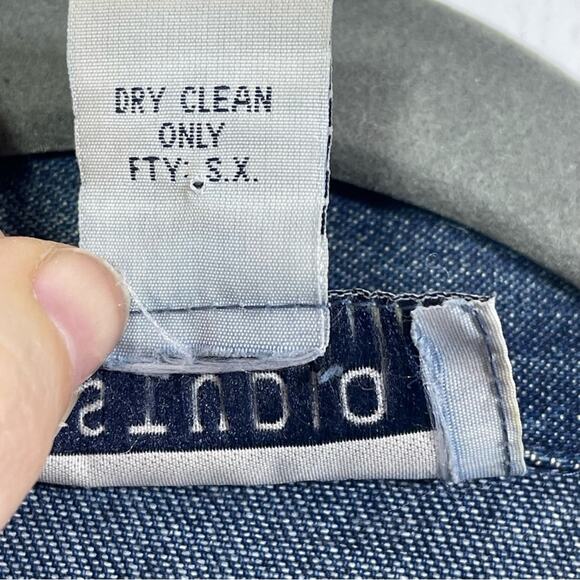 DRY CLEAN
ONLY
FTY: S.X.
STUDIO